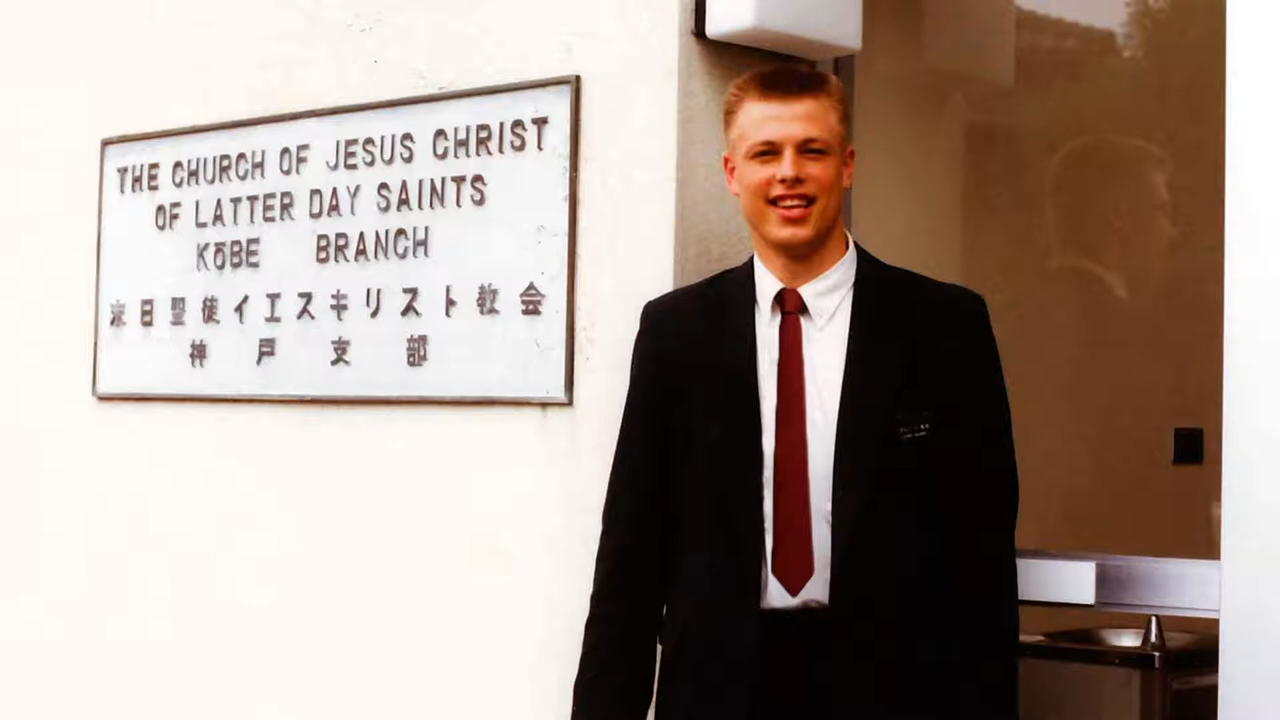 THE CHURCH OF JESUS CHRIST
OF LATTER DAY SAINTS
KōBE BRANCH
末日聖徒イエスキリスト教会
神戸支部